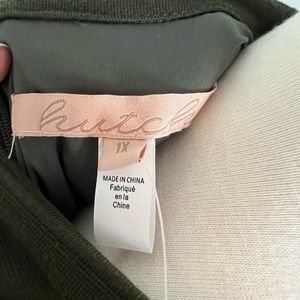 hutch
1X
MADE IN CHINA
Fabriqué
en la
Chine